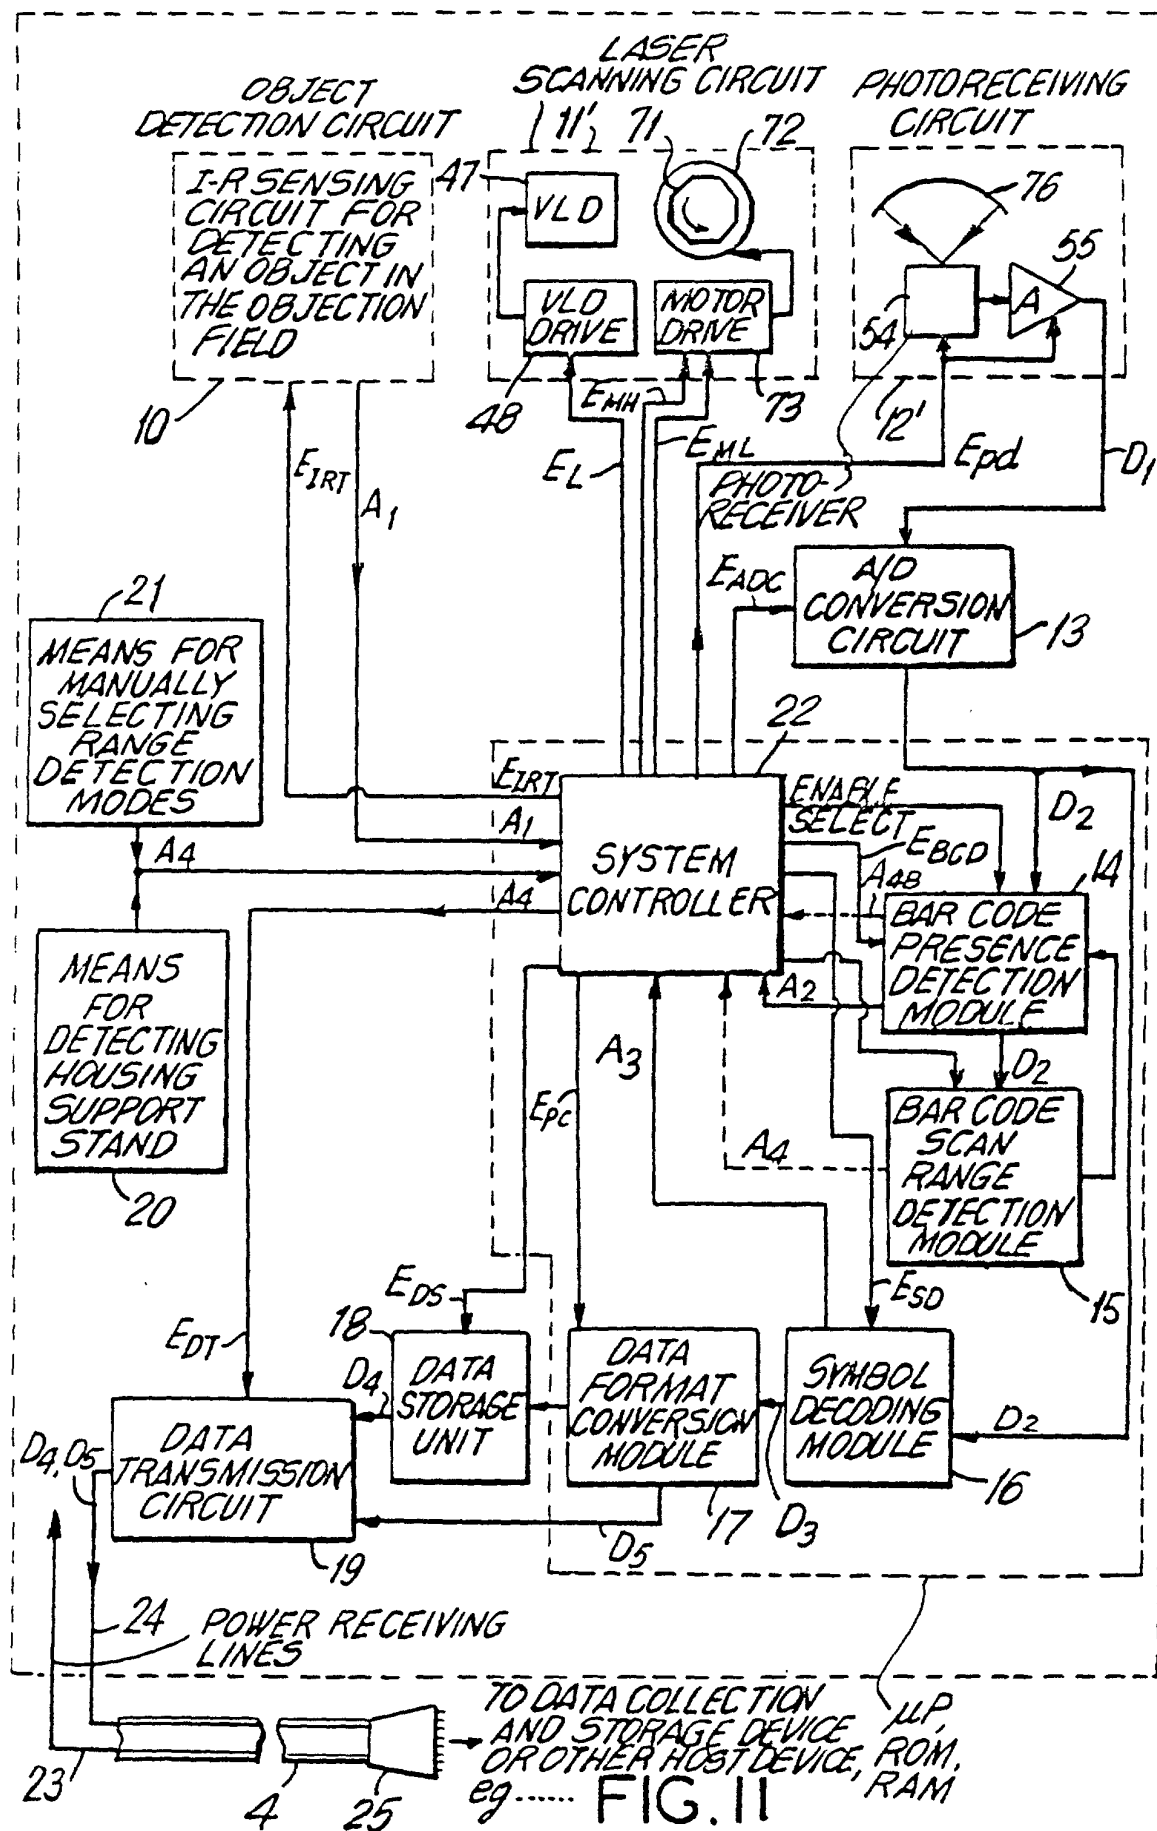 LASER
SCANNING CIRCUIT
OBJECT
DETECTION CIRCUIT
PHOTORECEIVING
CIRCUIT
11'
71
72
47
76
55
I-R SENSING
CIRCUIT FOR
DETECTING
AN OBJECT IN
THE OBJECTION
FIELD
VLD
VLD
DRIVE
MOTOR
DRIVE
A
54
10
48
73
12'
EIRT
A1
EL
EMH
EML
Epd
D1
PHOTO-
RECEIVER
EADC
A/D
CONVERSION
CIRCUIT
13
21
MEANS FOR
MANUALLY
SELECTING
RANGE
DETECTION
MODES
22
EIRT
A1
A4
A4
SYSTEM
CONTROLLER
ENABLE
SELECT
EBCD
A4B
D2
14
BAR CODE
PRESENCE
DETECTION
MODULE
A2
MEANS
FOR
DETECTING
HOUSING
SUPPORT
STAND
20
A3
EPC
D2
BAR CODE
SCAN
RANGE
DETECTION
MODULE
A4
15
EDS
ESD
EDT
18
D4
DATA
STORAGE
UNIT
DATA
FORMAT
CONVERSION
MODULE
SYMBOL
DECODING
MODULE
D2
16
D3
17
D5
D4, D5
DATA
TRANSMISSION
CIRCUIT
19
24
POWER RECEIVING
LINES
23
4
25
TO DATA COLLECTION
AND STORAGE DEVICE
OR OTHER HOST DEVICE,
eg......
μP,
ROM,
RAM
FIG. 11